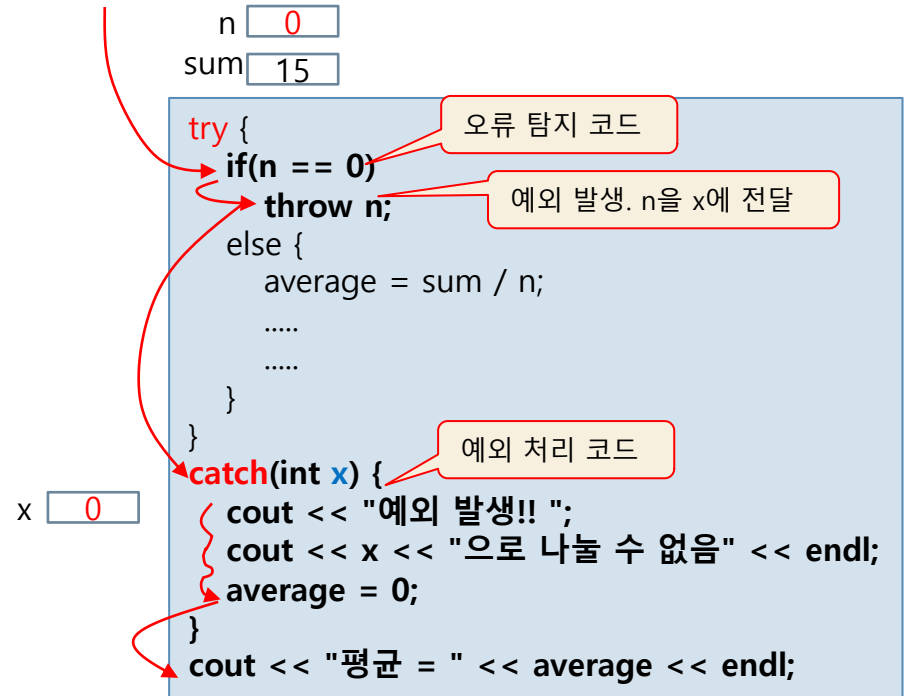 n 0
sum 15
try {
오류 탐지 코드
if(n == 0)
throw n;
예외 발생. n을 x에 전달
else {
average = sum / n;
.....
.....
}
}
예외 처리 코드
catch(int x) {
x 0
cout << "예외 발생!! ";
cout << x << "으로 나눌 수 없음" << endl;
average = 0;
}
cout << "평균 = " << average << endl;